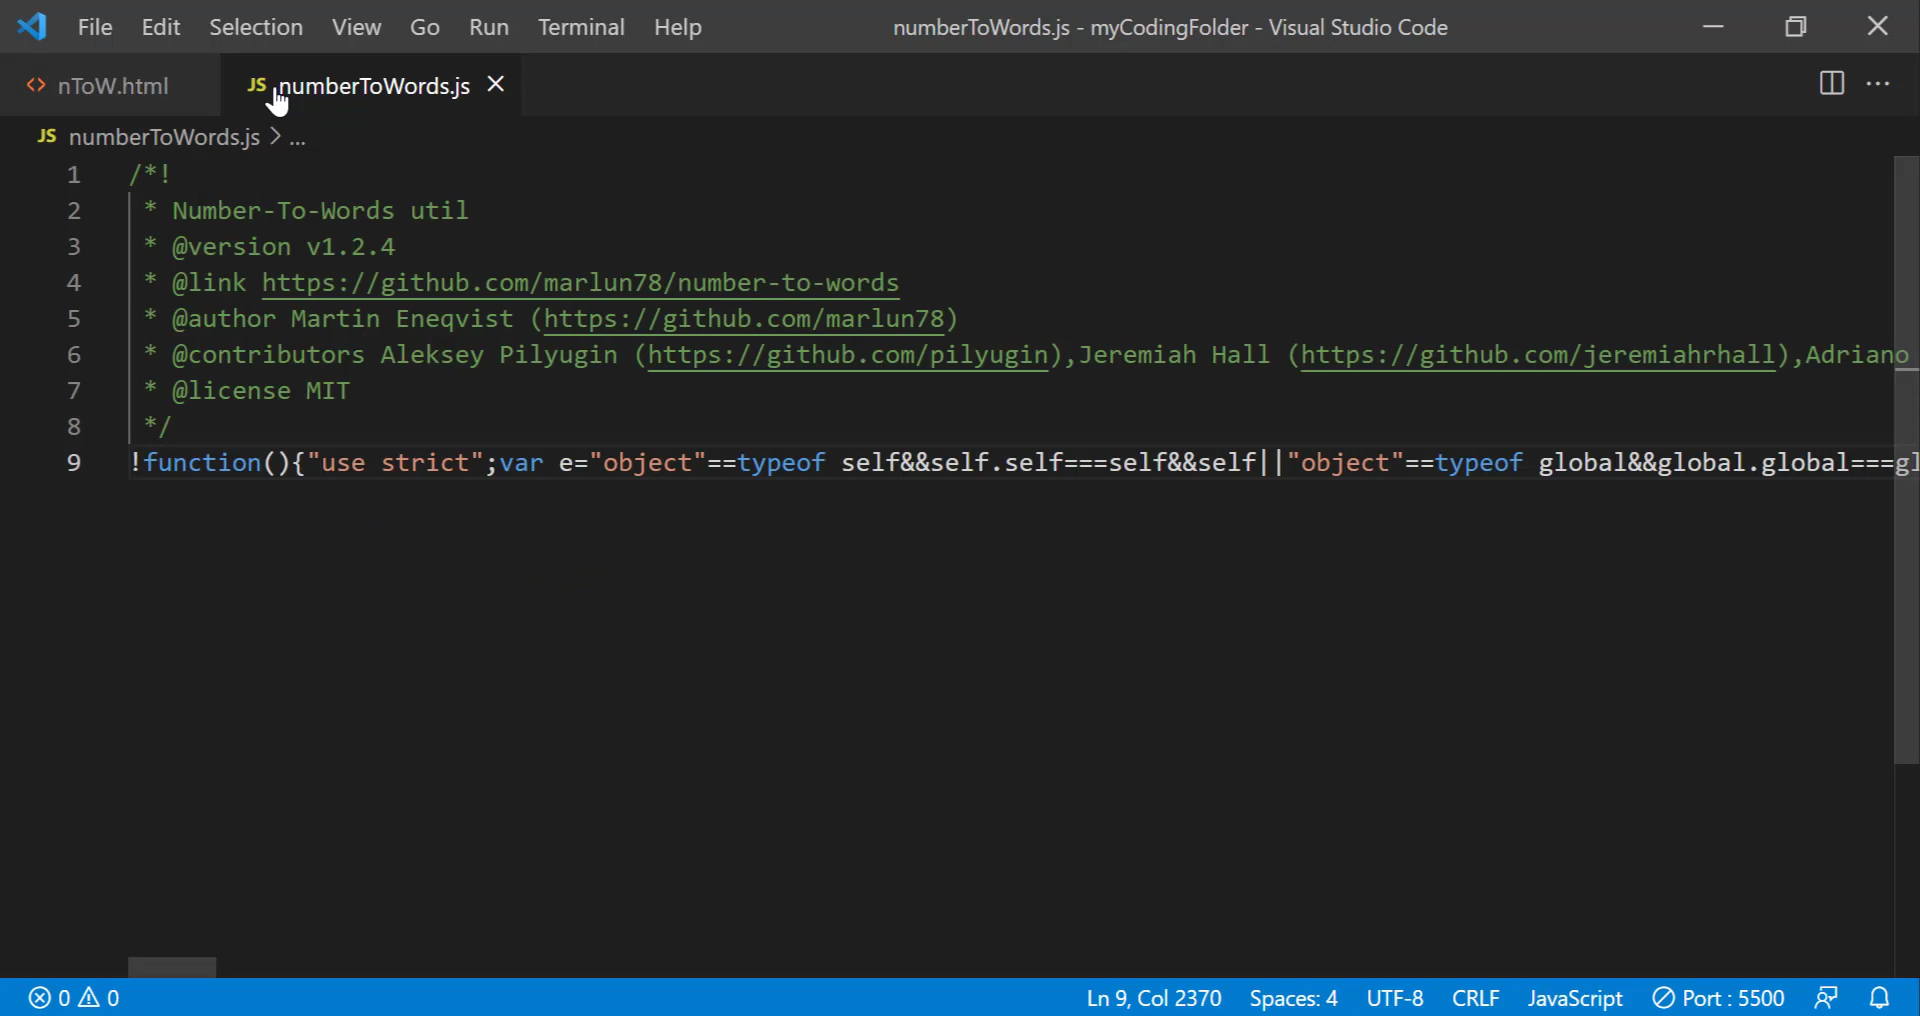 File Edit Selection View Go Run Terminal Help numberToWords.js - myCodingFolder - Visual Studio Code
nToW.html JS numberToWords.js
JS numberToWords.js > ...
1 /*!
2 * Number-To-Words util
3 * @version v1.2.4
4 * @link https://github.com/marlun78/number-to-words
5 * @author Martin Eneqvist (https://github.com/marlun78)
6 * @contributors Aleksey Pilyugin (https://github.com/pilyugin),Jeremiah Hall (https://github.com/jeremiahrhall),Adriano
7 * @license MIT
8 */
9 !function(){"use strict";var e="object"==typeof self&&self.self===self&&self||"object"==typeof global&&global.global===gl
0 0 Ln 9, Col 2370 Spaces: 4 UTF-8 CRLF JavaScript Port : 5500